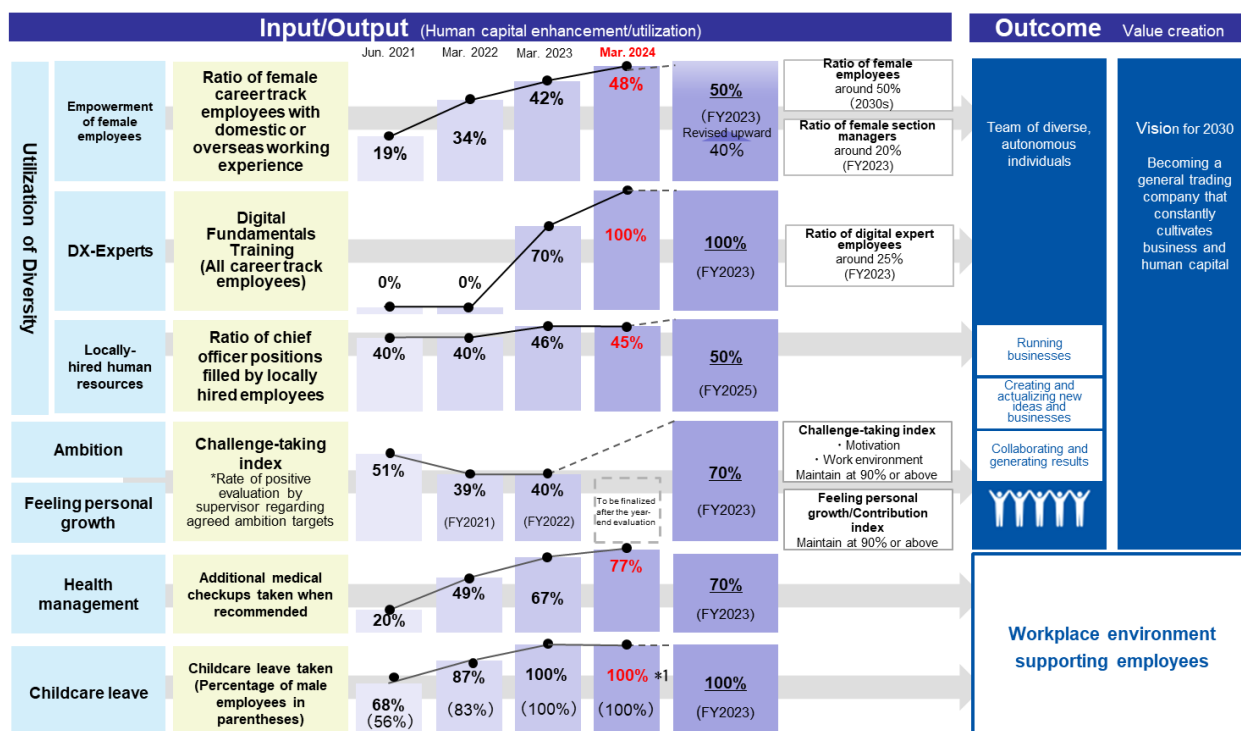 Input/Output (Human capital enhancement/utilization)
Outcome Value creation
Jun. 2021 Mar. 2022 Mar. 2023 Mar. 2024
Utilization of Diversity
Empowerment
of female
employees
Ratio of female
career track
employees with
domestic or
overseas working
experience
19%
34%
42%
48%
50%
(FY2023)
Revised upward
40%
Ratio of female
employees
around 50%
(2030s)
Ratio of female section
managers
around 20%
(FY2023)
DX-Experts
Digital
Fundamentals
Training
(All career track
employees)
0%
0%
70%
100%
100%
(FY2023)
Ratio of digital expert
employees
around 25%
(FY2023)
Locally-
hired human
resources
Ratio of chief
officer positions
filled by locally
hired employees
40%
40%
46%
45%
50%
(FY2025)
Ambition
Feeling personal
growth
Challenge-taking
index
*Rate of positive
evaluation by
supervisor regarding
agreed ambition
targets
51%
39%
(FY2021)
40%
(FY2022)
To be finalized
after the year-
end evaluation
70%
(FY2023)
Challenge-taking index
・Motivation
・Work environment
Maintain at 90% or above
Feeling personal
growth/Contribution
index
Maintain at 90% or above
Health
management
Additional medical
checkups taken when
recommended
20%
49%
67%
77%
70%
(FY2023)
Childcare leave
Childcare leave taken
(Percentage of male
employees in
parentheses)
68%
(56%)
87%
(83%)
100%
(100%)
100% *1
(100%)
100%
(FY2023)
Team of diverse,
autonomous
individuals
Running
businesses
Creating and
actualizing new
ideas and
businesses
Collaborating and
generating results
Vision for 2030
Becoming a
general trading
company that
constantly
cultivates
business and
human capital
Workplace environment
supporting employees